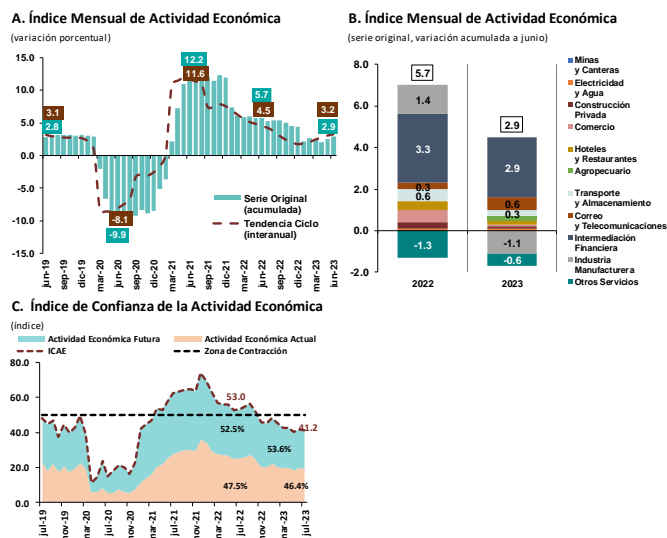 A. Índice Mensual de Actividad Económica
(variación porcentual)
15.0
10.0
5.0
0.0
-5.0
-10.0
-15.0
3.1
2.8
-8.1
-9.9
12.2
11.6
5.7
4.5
3.2
2.9
Serie Original
(acumulada)
Tendencia Ciclo
(interanual)
jun-19
sep-19
dic-19
mar-20
jun-20
sep-20
dic-20
mar-21
jun-21
sep-21
dic-21
mar-22
jun-22
sep-22
dic-22
mar-23
jun-23
B. Índice Mensual de Actividad Económica
(serie original, variación acumulada a junio)
8.0
6.0
4.0
2.0
0.0
-2.0
5.7
1.4
3.3
0.3
0.6
-1.3
2.9
2.9
0.6
0.3
-1.1
-0.6
2022
2023
Minas
y Canteras
Electricidad
y Agua
Construcción
Privada
Comercio
Hoteles
y Restaurantes
Agropecuario
Transporte
y Almacenamiento
Correo
y Telecomunicaciones
Intermediación
Financiera
Industria
Manufacturera
Otros Servicios
C. Índice de Confianza de la Actividad Económica
(índice)
Actividad Económica Futura
Actividad Económica Actual
ICAE
Zona de Contracción
80.0
60.0
40.0
20.0
0.0
53.0
52.5%
41.2
53.6%
47.5%
46.4%
jul-19
nov-19
mar-20
jul-20
nov-20
mar-21
jul-21
nov-21
mar-22
jul-22
nov-22
mar-23
jul-23